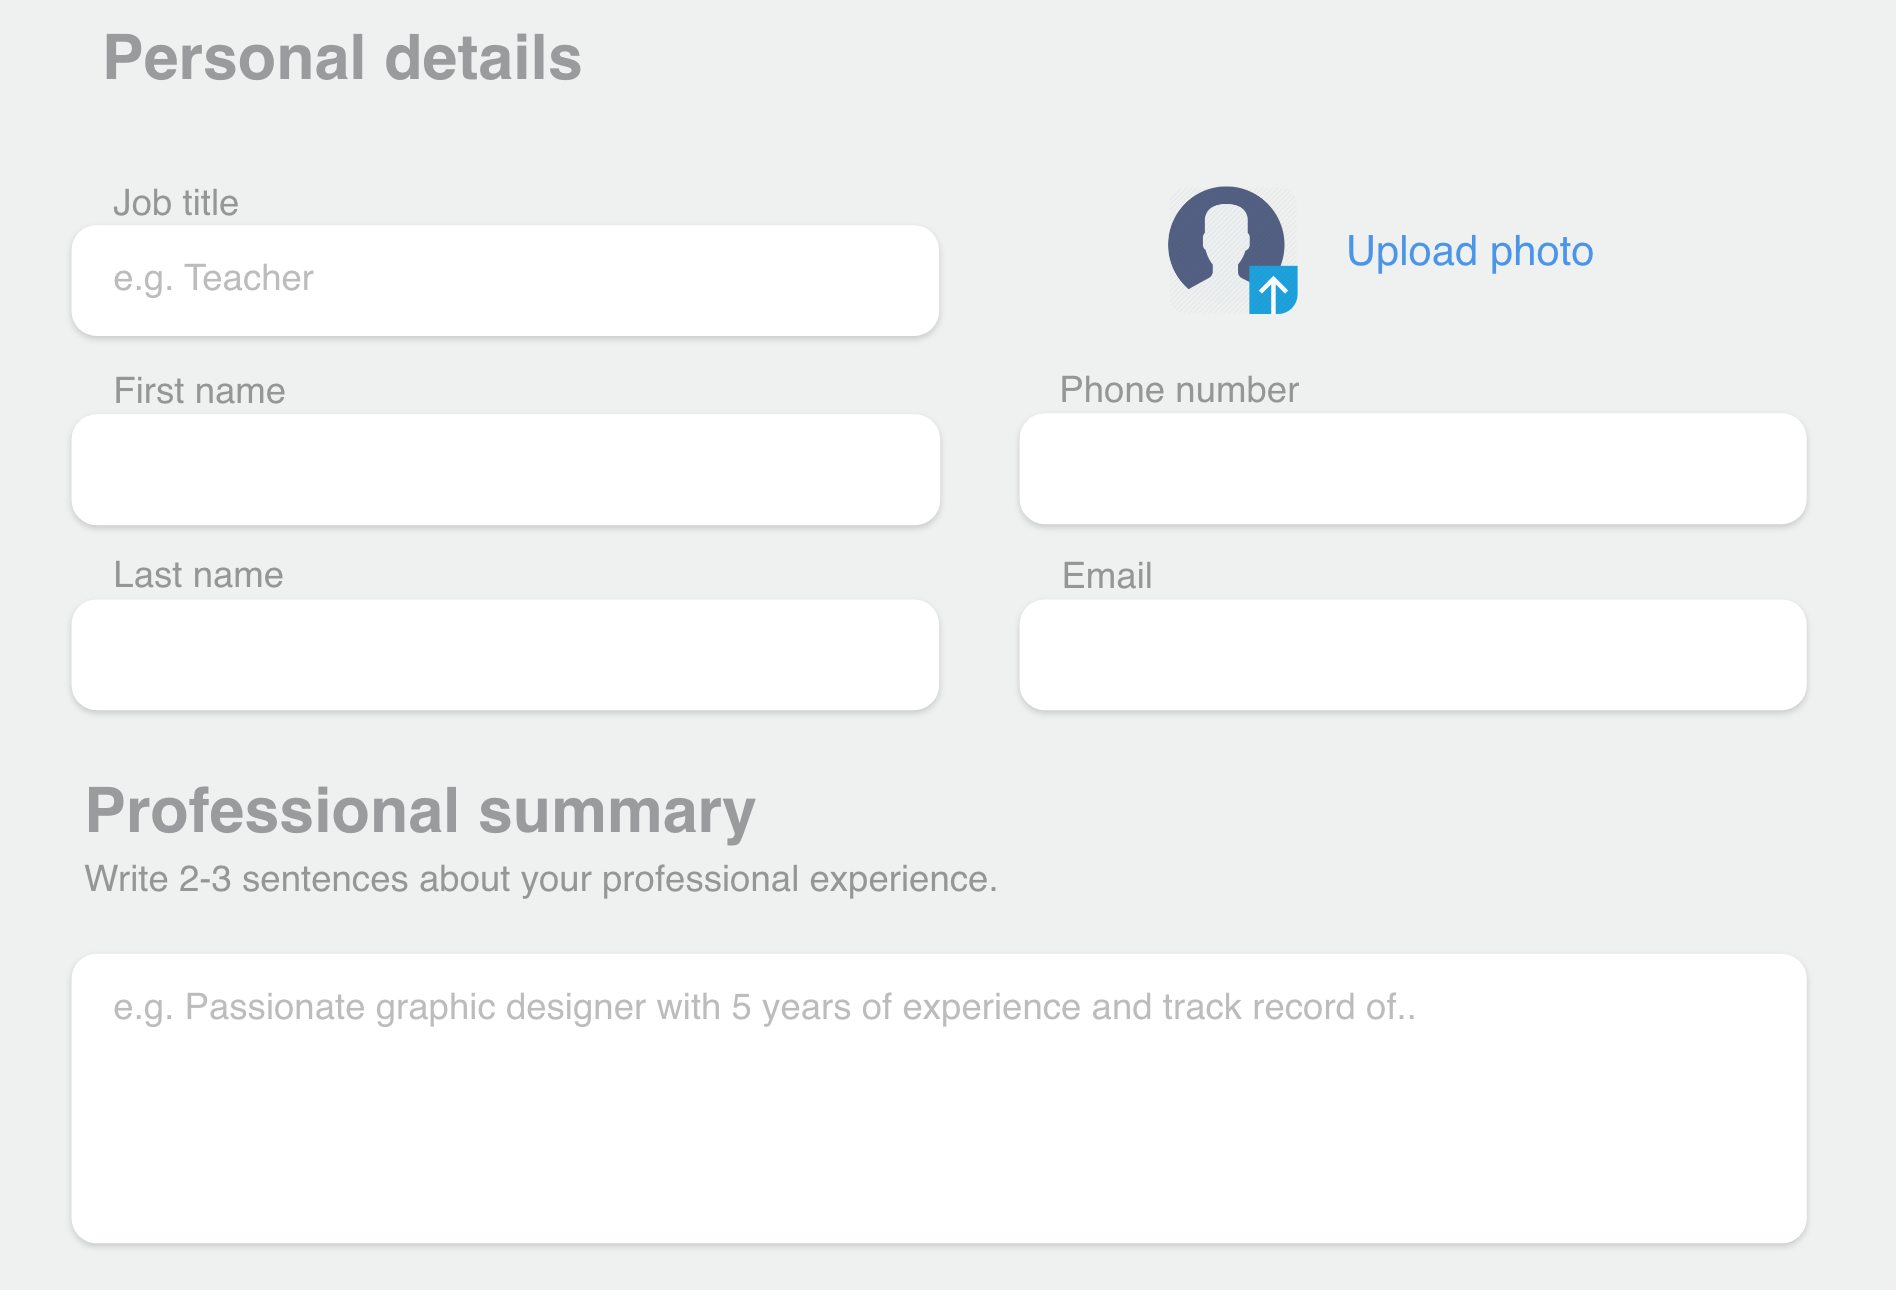 Personal details
Job title
e.g. Teacher
Upload photo
First name
Phone number
Last name
Email
Professional summary
Write 2-3 sentences about your professional experience.
e.g. Passionate graphic designer with 5 years of experience and track record of..